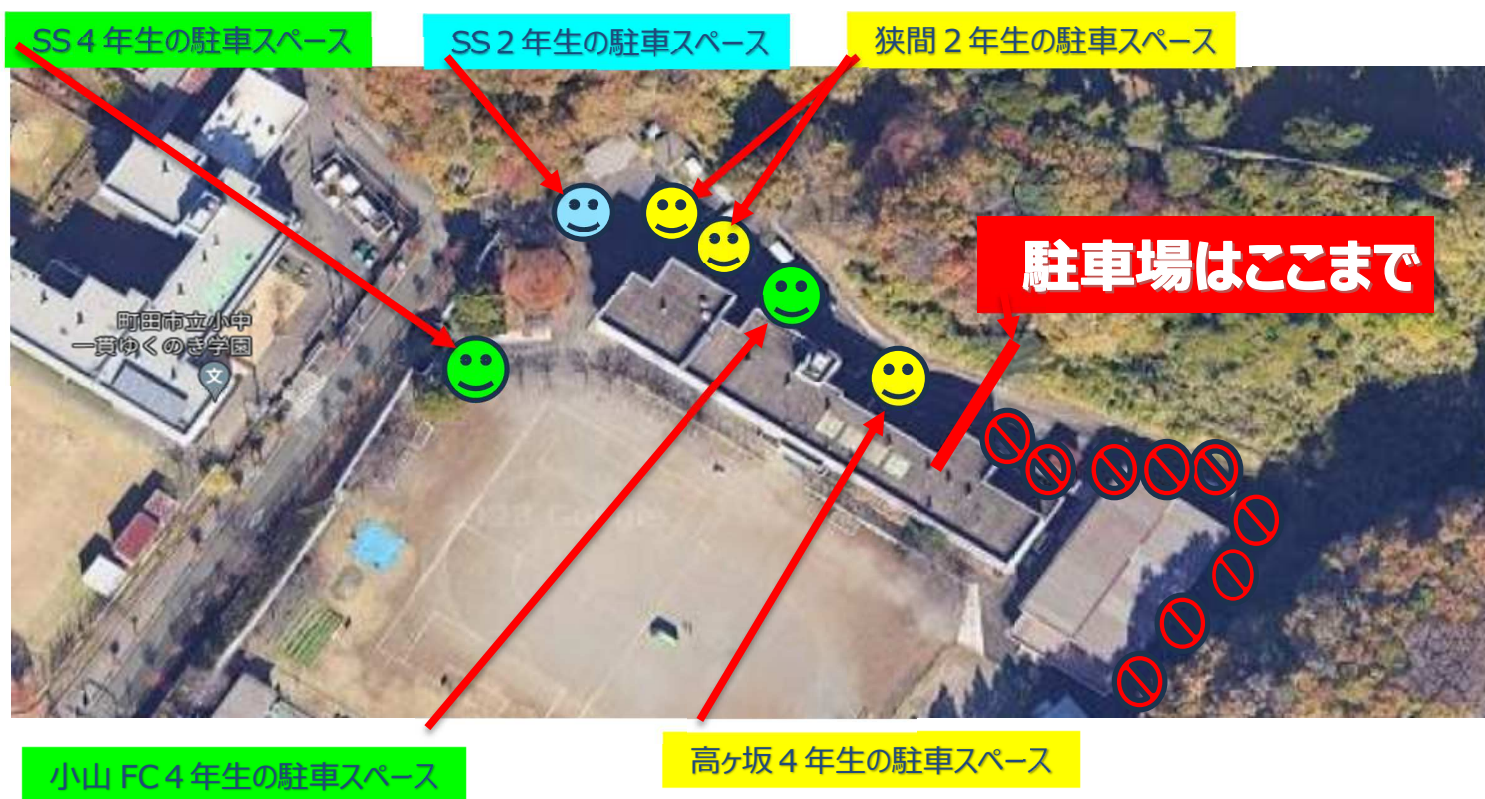 SS４年生の駐車スペース
SS２年生の駐車スペース
狭間２年生の駐車スペース
駐車場はここまで
町田市立小中
一貫ゆくのき学園
文
小山 FC４年生の駐車スペース
高ヶ坂４年生の駐車スペース